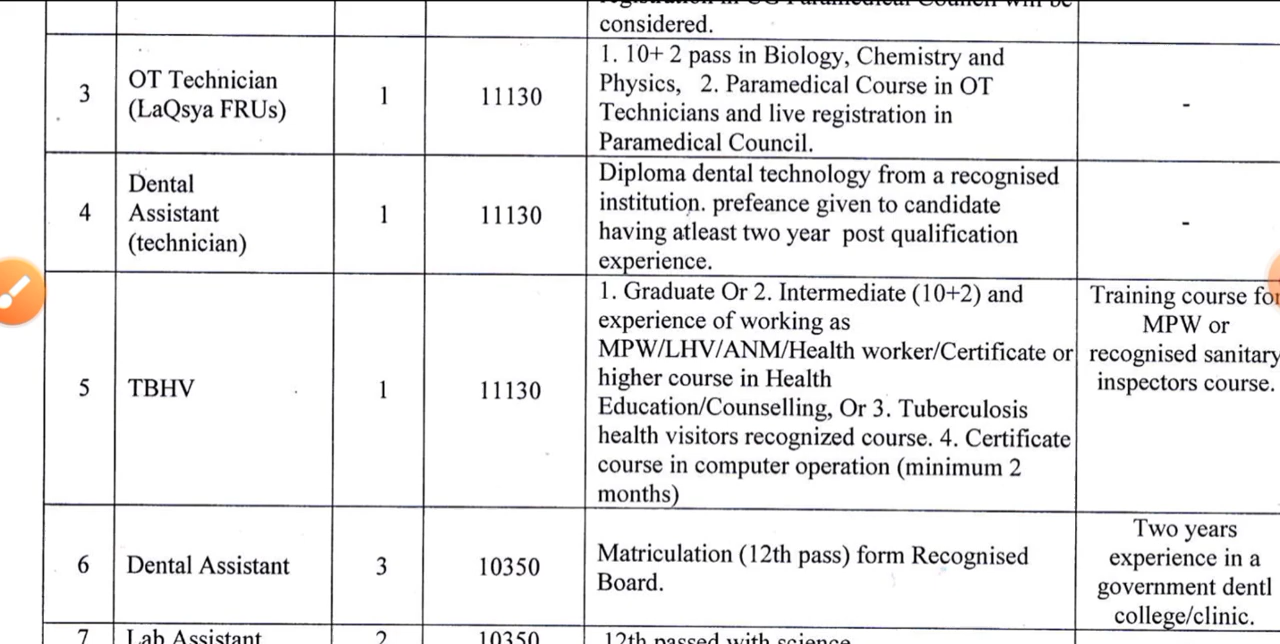 considered.
3
OT Technician
(LaQsya FRUs)
1
11130
1. 10+ 2 pass in Biology, Chemistry and
Physics, 2. Paramedical Course in OT
Technicians and live registration in
Paramedical Council.
-
4
Dental
Assistant
(technician)
1
11130
Diploma dental technology from a recognised
institution. prefeance given to candidate
having atleast two year post qualification
experience.
-
5
TBHV
1
11130
1. Graduate Or 2. Intermediate (10+2) and
experience of working as
MPW/LHV/ANM/Health worker/Certificate or
higher course in Health
Education/Counselling, Or 3. Tuberculosis
health visitors recognized course. 4. Certificate
course in computer operation (minimum 2
months)
Training course for
MPW or
recognised sanitary
inspectors course.
6
Dental Assistant
3
10350
Matriculation (12th pass) form Recognised
Board.
Two years
experience in a
government dentl
college/clinic.
7
Lab Assistant
2
10350
12th passed with science